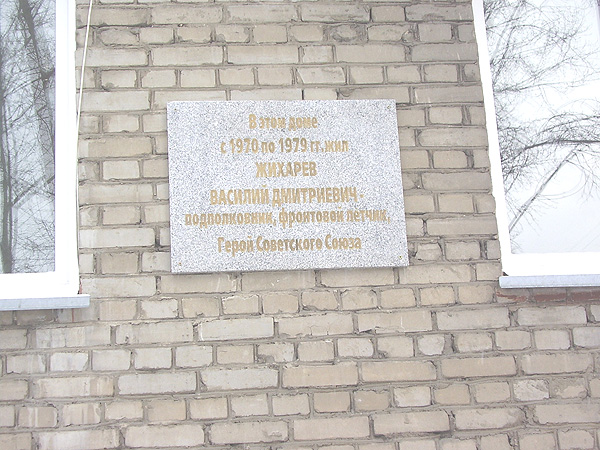 В этом доме
с 1970 по 1979 гг. жил
ЖИХАРЕВ
ВАСИЛИЙ ДМИТРИЕВИЧ -
подполковник, фронтовой летчик,
Герой Советского Союза